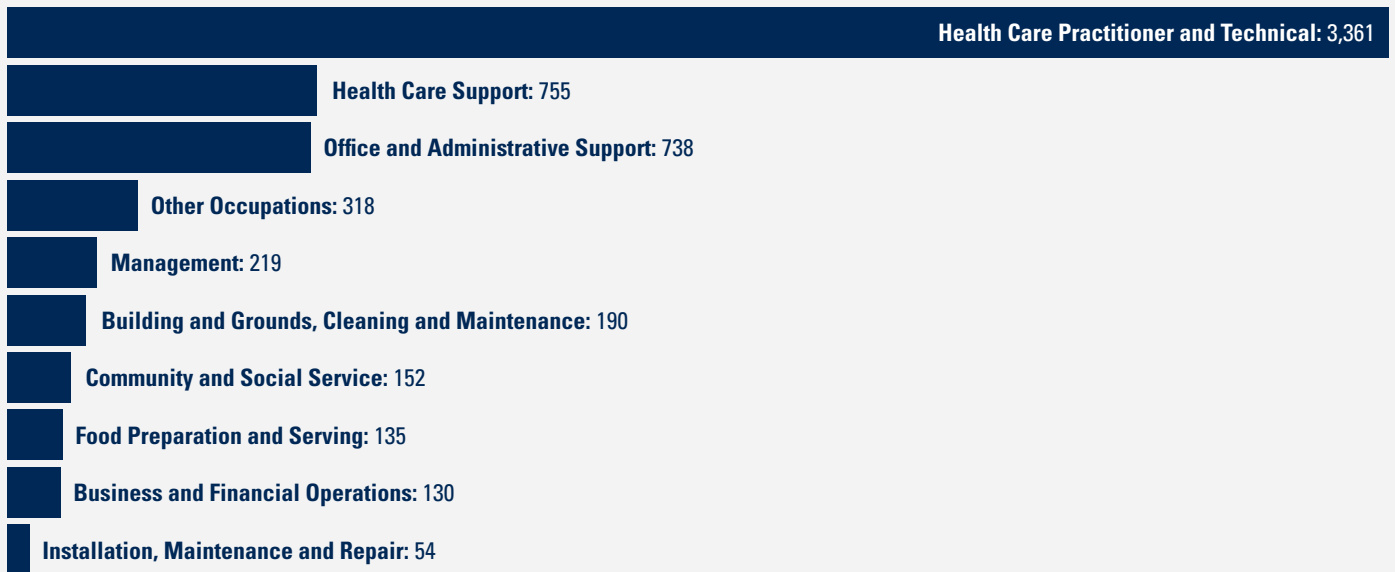 Health Care Practitioner and Technical: 3,361
Health Care Support: 755
Office and Administrative Support: 738
Other Occupations: 318
Management: 219
Building and Grounds, Cleaning and Maintenance: 190
Community and Social Service: 152
Food Preparation and Serving: 135
Business and Financial Operations: 130
Installation, Maintenance and Repair: 54